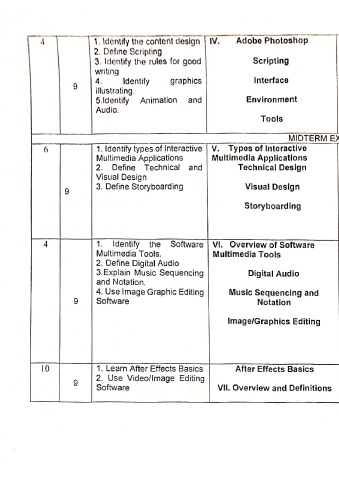 4
9
1. Identify the content design
2. Define Scripting
3. Identify the rules for good
writing
4. Identify graphics
illustrating.
5.Identify Animation and
Audio.
IV. Adobe Photoshop
Scripting
Interface
Environment
Tools
MIDTERM EX
6
9
1. Identify types of Interactive
Multimedia Applications
2. Define Technical and
Visual Design
3. Define Storyboarding
V. Types of Interactive
Multimedia Applications
Technical Design
Visual Design
Storyboarding
4
9
1. Identify the Software
Multimedia Tools.
2. Define Digital Audio
3.Explain Music Sequencing
and Notation.
4. Use Image Graphic Editing
Software
VI. Overview of Software
Multimedia Tools
Digital Audio
Music Sequencing and
Notation
Image/Graphics Editing
10
9
1. Learn After Effects Basics
2. Use Video/Image Editing
Software
After Effects Basics
VII. Overview and Definitions